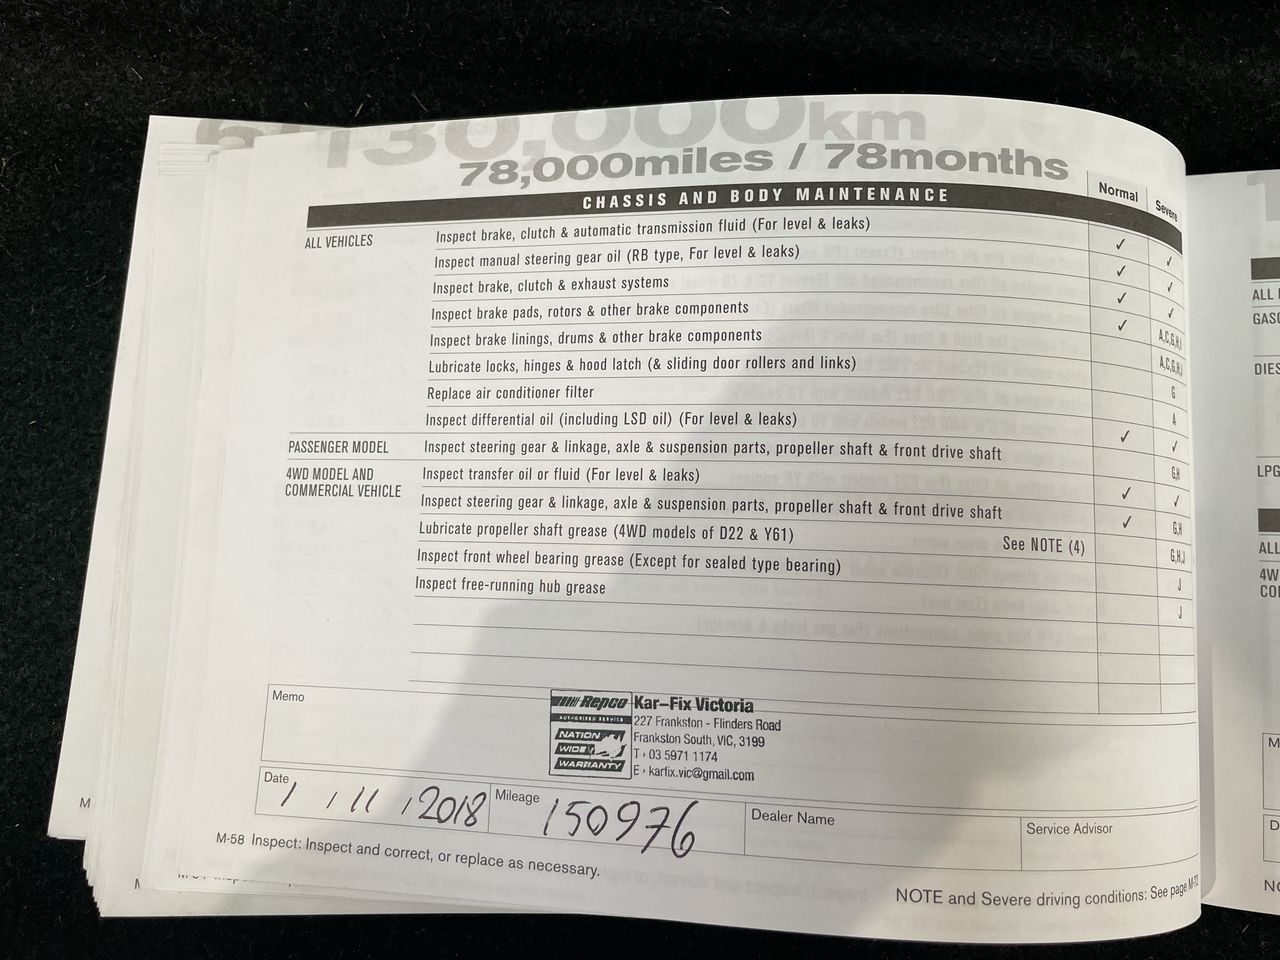 130,000km
78,000miles / 78months
CHASSIS AND BODY MAINTENANCE Normal Severe
ALL VEHICLES Inspect brake, clutch & automatic transmission fluid (For level & leaks) ✓ ✓
Inspect manual steering gear oil (RB type, For level & leaks) ✓ ✓
Inspect brake, clutch & exhaust systems ✓ ✓
Inspect brake pads, rotors & other brake components ✓ A,C,G,H,I
Inspect brake linings, drums & other brake components A,C,G,H,I
Lubricate locks, hinges & hood latch (& sliding door rollers and links) G
Replace air conditioner filter A
Inspect differential oil (including LSD oil) (For level & leaks) ✓ ✓
PASSENGER MODEL Inspect steering gear & linkage, axle & suspension parts, propeller shaft & front drive shaft G,H
4WD MODEL AND COMMERCIAL VEHICLE Inspect transfer oil or fluid (For level & leaks) ✓ ✓
Inspect steering gear & linkage, axle & suspension parts, propeller shaft & front drive shaft ✓ G,H
Lubricate propeller shaft grease (4WD models of D22 & Y61) See NOTE (4) G,H,J
Inspect front wheel bearing grease (Except for sealed type bearing) J
Inspect free-running hub grease J
Memo
Repco
AUTHORISED SERVICE
NATION
WIDE
WARRANTY
Kar-Fix Victoria
227 Frankston - Flinders Road
Frankston South, VIC, 3199
T › 03 5971 1174
E › karfix.vic@gmail.com
Date 1 / 11 / 2018 Mileage 150976 Dealer Name Service Advisor
M-58 Inspect: Inspect and correct, or replace as necessary.
NOTE and Severe driving conditions: See page M-72